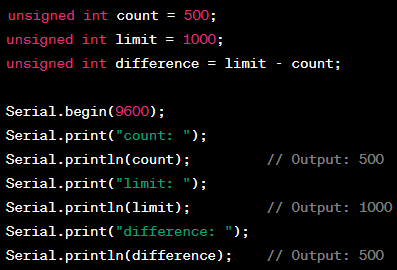 unsigned int count = 500;
unsigned int limit = 1000;
unsigned int difference = limit - count;
Serial.begin(9600);
Serial.print("count: ");
Serial.println(count);         // Output: 500
Serial.print("limit: ");
Serial.println(limit);         // Output: 1000
Serial.print("difference: ");
Serial.println(difference);    // Output: 500